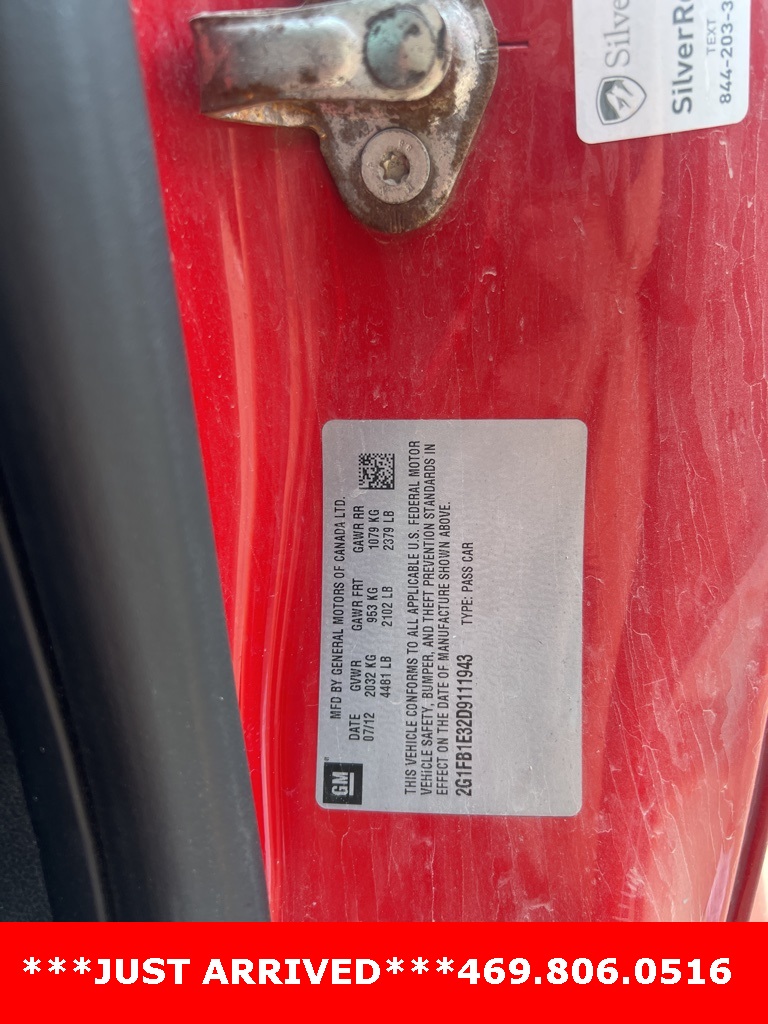 Silver
SilverRo
TEXT
844-203-3
MFD BY GENERAL MOTORS OF CANADA LTD.
DATE GVWR GAWR FRT GAWR RR
07/12 2032 KG 953 KG 1079 KG
4481 LB 2102 LB 2379 LB
GM
THIS VEHICLE CONFORMS TO ALL APPLICABLE U.S. FEDERAL MOTOR
VEHICLE SAFETY, BUMPER, AND THEFT PREVENTION STANDARDS IN
EFFECT ON THE DATE OF MANUFACTURE SHOWN ABOVE.
2G1FB1E32D9111943 TYPE: PASS CAR
***JUST ARRIVED***469.806.0516